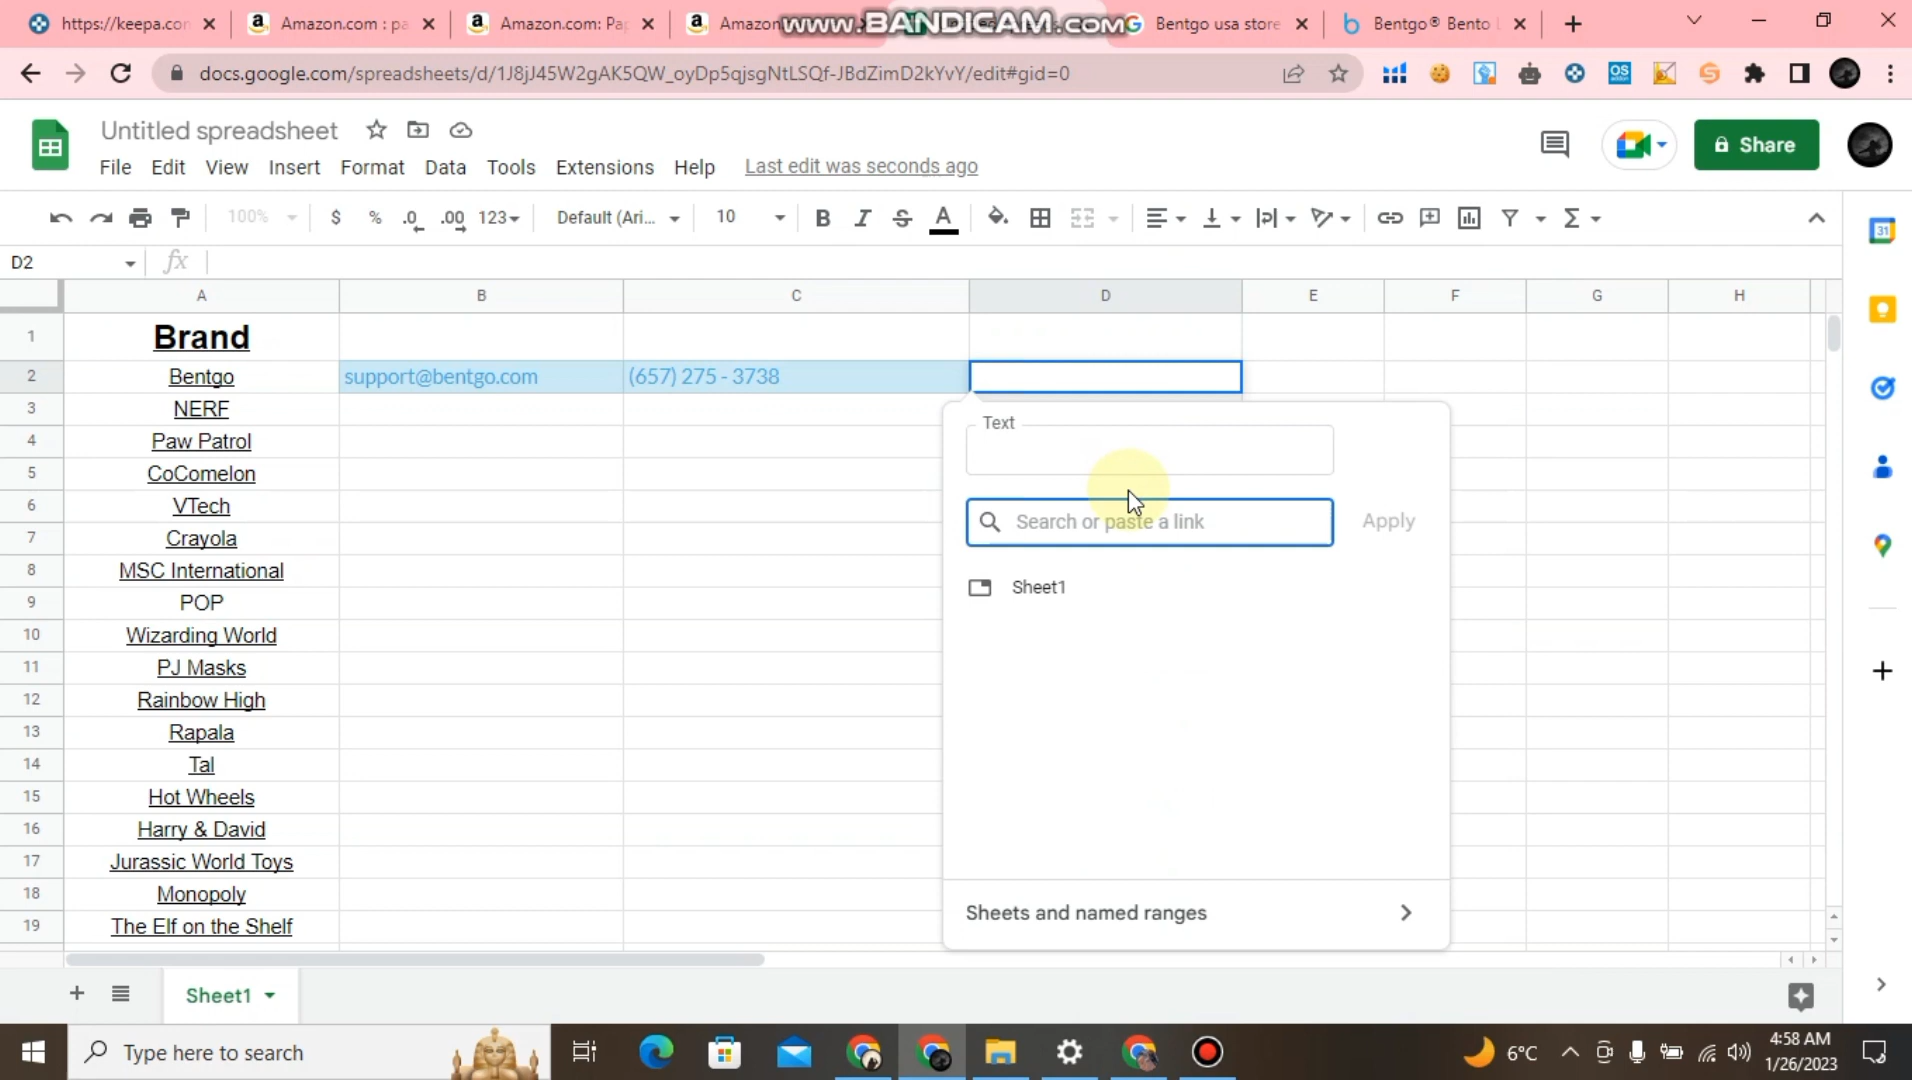 https://keepa.con
Amazon.com : pa
Amazon.com: Pa
Amazon
www.BANDICAM.com
Bentgo usa store
Bentgo® Bento
docs.google.com/spreadsheets/d/1J8jJ45W2gAK5QW_oyDp5qjsgNtLSQf-JBdZimD2kYvY/edit#gid=0
Untitled spreadsheet
File Edit View Insert Format Data Tools Extensions Help Last edit was seconds ago
Share
100% $ % .0 .00 123 Default (Ari... 10 B I S A
D2
A B C D E F G H
1 Brand
2 Bentgo support@bentgo.com (657) 275 - 3738
3 NERF
4 Paw Patrol
5 CoComelon
6 VTech
7 Crayola
8 MSC International
9 POP
10 Wizarding World
11 PJ Masks
12 Rainbow High
13 Rapala
14 Tal
15 Hot Wheels
16 Harry & David
17 Jurassic World Toys
18 Monopoly
19 The Elf on the Shelf
Text
Search or paste a link Apply
Sheet1
Sheets and named ranges
Sheet1
Type here to search
6°C
4:58 AM
1/26/2023